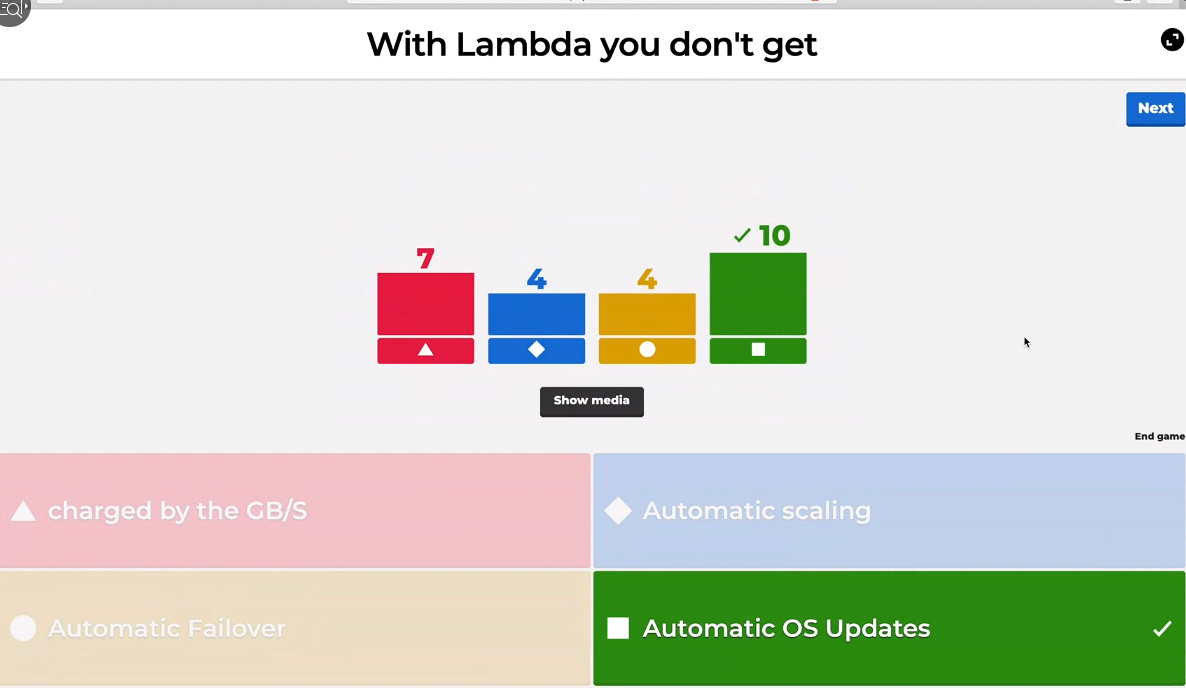 With Lambda you don't get
Next
7
4
4
10
Show media
End game
charged by the GB/S
Automatic scaling
Automatic Failover
Automatic OS Updates